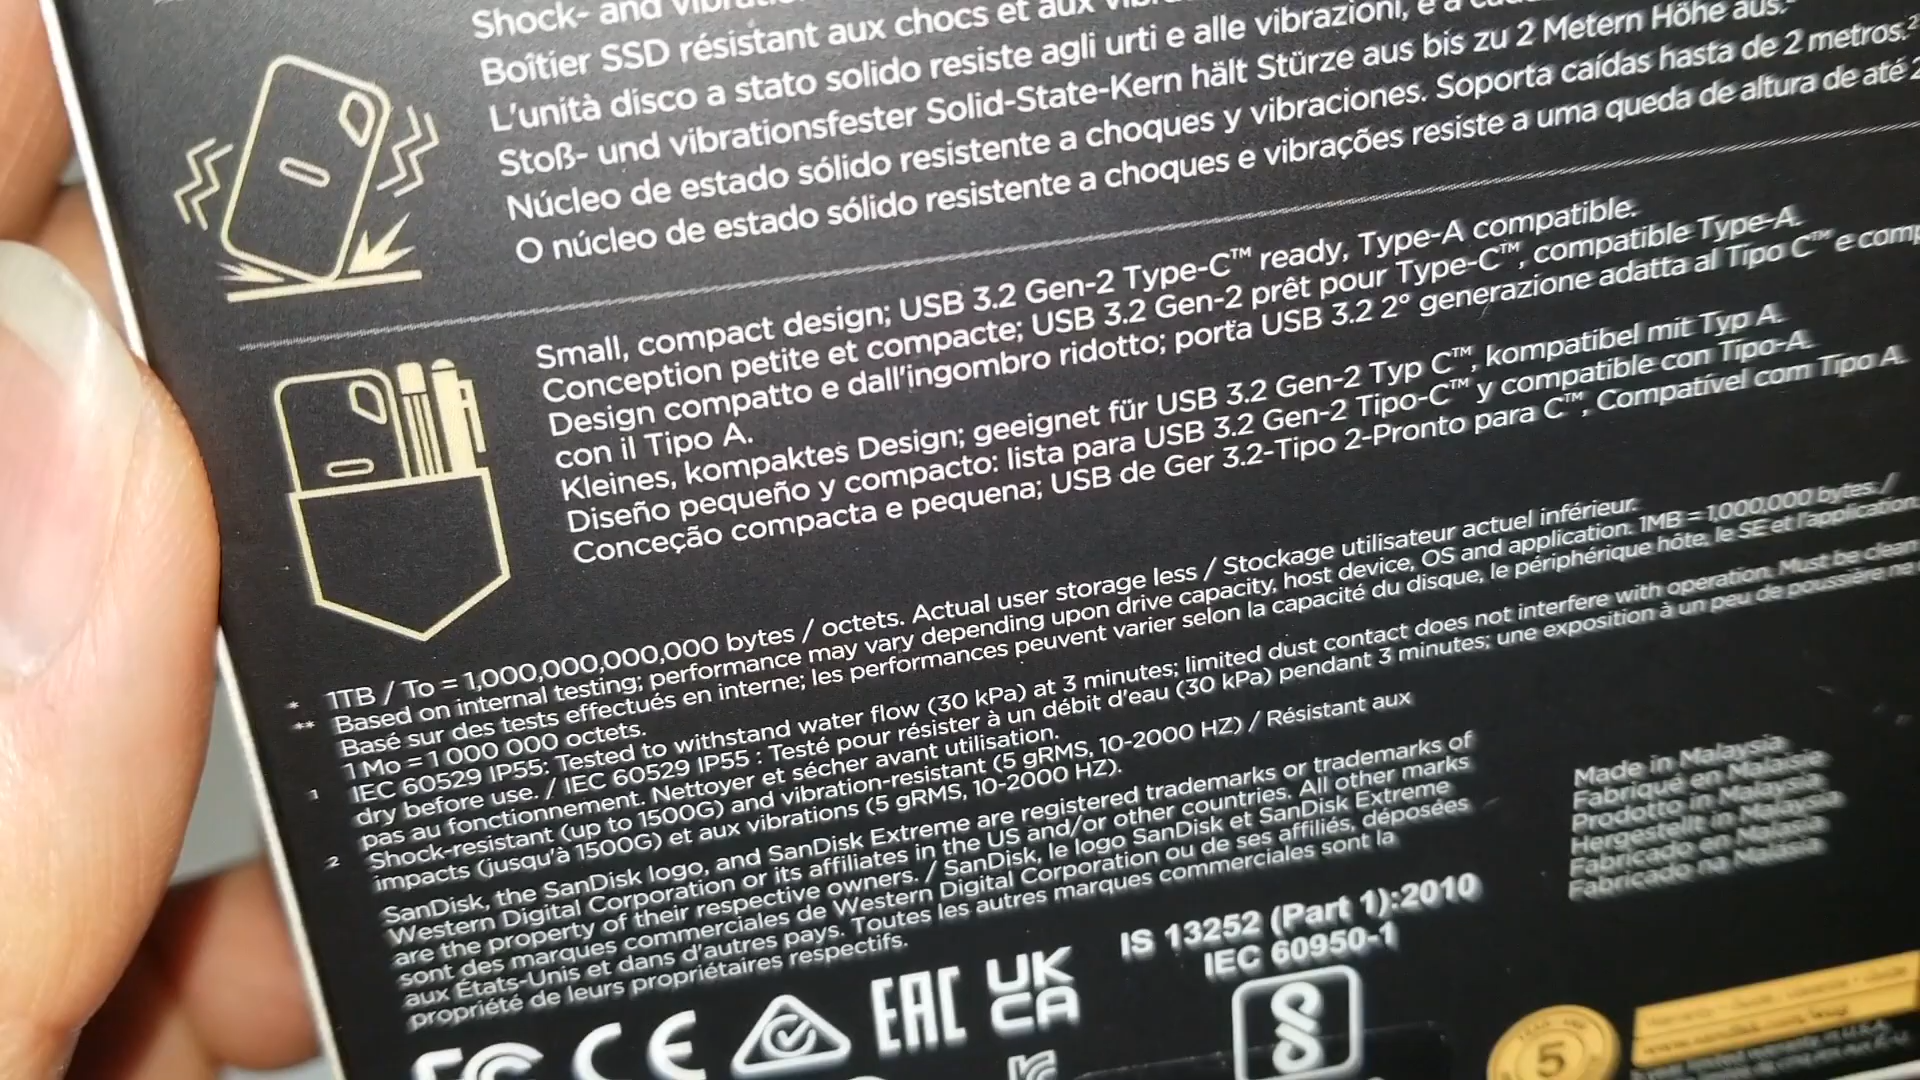 Shock- and
Boîtier SSD résistant aux chocs et aux
L'unità disco a stato solido resiste agli urti e alle vibrazioni, e a
Stoß- und vibrationsfester Solid-State-Kern hält Stürze aus bis zu 2 Metern Höhe aus.²
Núcleo de estado sólido resistente a choques y vibraciones. Soporta caídas hasta de 2 metros.²
O núcleo de estado sólido resistente a choques e vibrações resiste a uma queda de altura de até 2
Small, compact design; USB 3.2 Gen-2 Type-C™ ready, Type-A compatible.
Conception petite et compacte; USB 3.2 Gen-2 prêt pour Type-C™, compatible Type-A.
Design compatto e dall'ingombro ridotto; porta USB 3.2 2° generazione adatta al Tipo C™ e
con il Tipo A.
Kleines, kompaktes Design; geeignet für USB 3.2 Gen-2 Typ C™, kompatibel mit Typ A.
Diseño pequeño y compacto: lista para USB 3.2 Gen-2 Tipo-C™ y compatible con Tipo-A.
Conceção compacta e pequena; USB de Ger 3.2-Tipo 2-Pronto para C™, Compatível com Tipo A.
* 1TB / To = 1,000,000,000,000 bytes / octets. Actual user storage less / Stockage utilisateur actuel inférieur.
** Based on internal testing; performance may vary depending upon drive capacity, host device, OS and application. 1MB = 1,000,000 bytes. /
Basé sur des tests effectués en interne; les performances peuvent varier selon la capacité du disque, le périphérique hôte, le SE et l'application.
1 Mo = 1 000 000 octets.
1 IEC 60529 IP55: Tested to withstand water flow (30 kPa) at 3 minutes; limited dust contact does not interfere with operation. Must be clean
dry before use. / IEC 60529 IP55 : Testé pour résister à un débit d'eau (30 kPa) pendant 3 minutes; une exposition à un peu de poussière ne
pas au fonctionnement. Nettoyer et sécher avant utilisation.
2 Shock-resistant (up to 1500G) and vibration-resistant (5 gRMS, 10-2000 HZ) / Résistant aux
impacts (jusqu'à 1500G) et aux vibrations (5 gRMS, 10-2000 HZ).
SanDisk, the SanDisk logo, and SanDisk Extreme are registered trademarks or trademarks of
Western Digital Corporation or its affiliates in the US and/or other countries. All other marks
are the property of their respective owners. / SanDisk, le logo SanDisk et SanDisk Extreme
sont des marques commerciales de Western Digital Corporation ou de ses affiliés, déposées
aux États-Unis et dans d'autres pays. Toutes les autres marques commerciales sont la
propriété de leurs propriétaires respectifs.
Made in Malaysia
Fabriqué en Malaisie
Prodotto in Malaysia
Hergestellt in Malaysia
Fabricado en Malasia
Fabricado na Malásia
IS 13252 (Part 1):2010
IEC 60950-1
FC CE EAC UK
CA
5